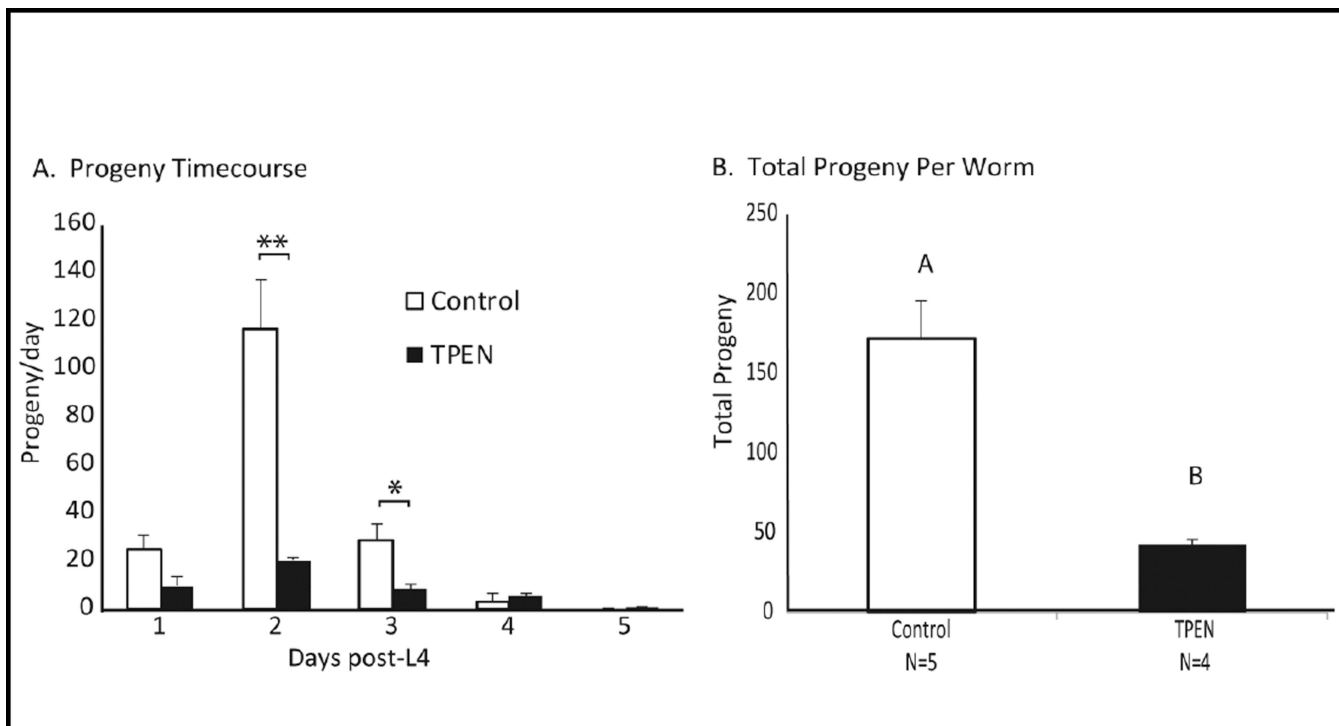 A. Progeny Timecourse
160
140
120
100
80
60
40
20
0
Progeny/day
**
*
Control
TPEN
1 2 3 4 5
Days post-L4
B. Total Progeny Per Worm
250
200
150
100
50
0
Total Progeny
A
B
Control TPEN
N=5 N=4